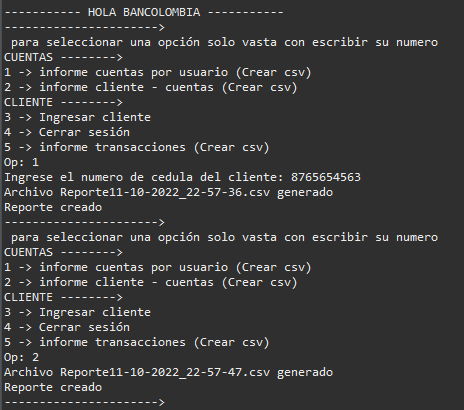 ----------- HOLA BANCOLOMBIA -----------
---------------------->
para seleccionar una opción solo vasta con escribir su numero
CUENTAS -------->
1 -> informe cuentas por usuario (Crear csv)
2 -> informe cliente - cuentas (Crear csv)
CLIENTE -------->
3 -> Ingresar cliente
4 -> Cerrar sesión
5 -> informe transacciones (Crear csv)
Op: 1
Ingrese el numero de cedula del cliente: 8765654563
Archivo Reporte11-10-2022_22-57-36.csv generado
Reporte creado
---------------------->
para seleccionar una opción solo vasta con escribir su numero
CUENTAS -------->
1 -> informe cuentas por usuario (Crear csv)
2 -> informe cliente - cuentas (Crear csv)
CLIENTE -------->
3 -> Ingresar cliente
4 -> Cerrar sesión
5 -> informe transacciones (Crear csv)
Op: 2
Archivo Reporte11-10-2022_22-57-47.csv generado
Reporte creado
---------------------->